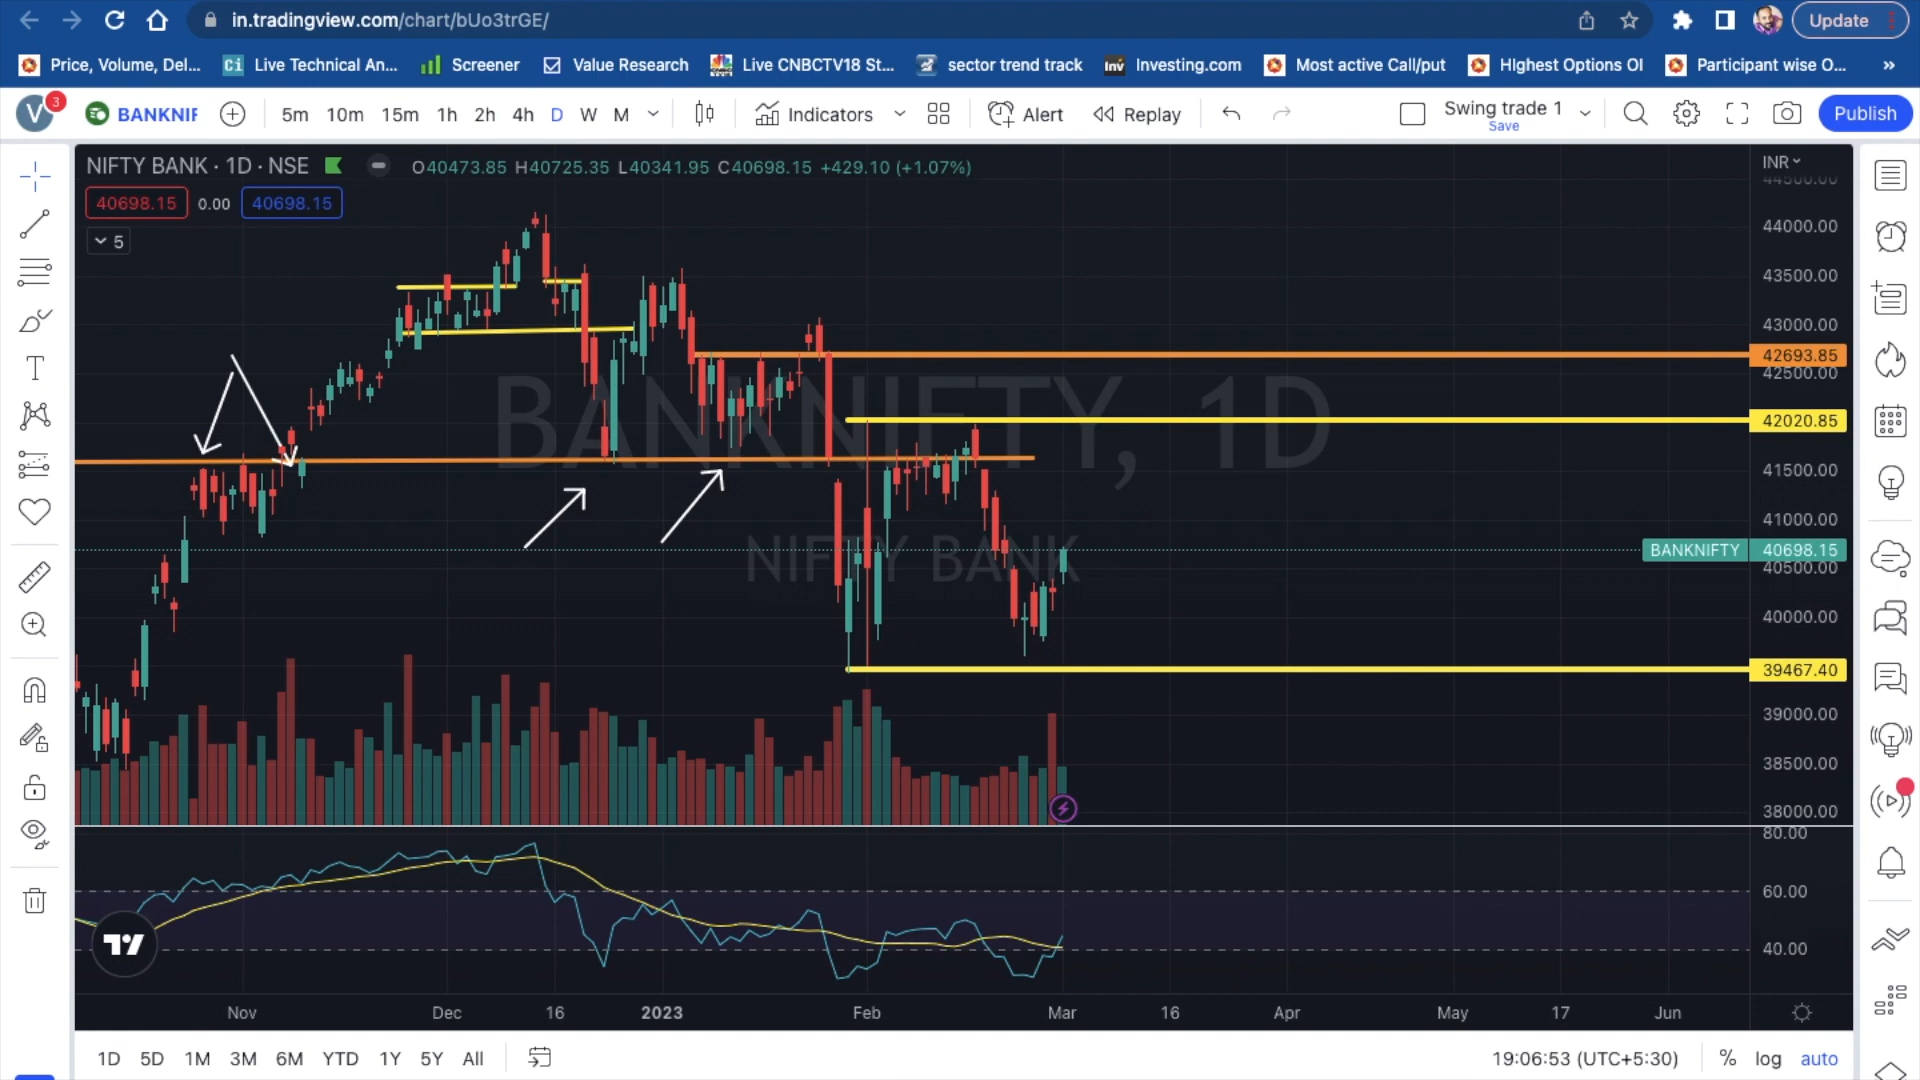 in.tradingview.com/chart/bUo3trGE/
Update
Price, Volume, Del...
Ci Live Technical An...
Screener
Value Research
Live CNBCTV18 St...
sector trend track
Inv Investing.com
Most active Call/put
HIghest Options OI
Participant wise O...
»
V 3 BANKNIF 5m 10m 15m 1h 2h 4h D W M Indicators Alert Replay Swing trade 1 Publish
Save
NIFTY BANK · 1D · NSE O40473.85 H40725.35 L40341.95 C40698.15 +429.10 (+1.07%) INR
44500.00
40698.15 0.00 40698.15
44000.00
5
43500.00
43000.00
42693.85
42500.00
BANKNIFTY, 1D
42020.85
41500.00
41000.00
NIFTY BANK
BANKNIFTY 40698.15
40500.00
40000.00
39467.40
39000.00
38500.00
38000.00
80.00
60.00
40.00
Nov Dec 16 2023 Feb Mar 16 Apr May 17 Jun
1D 5D 1M 3M 6M YTD 1Y 5Y All 19:06:53 (UTC+5:30) % log auto